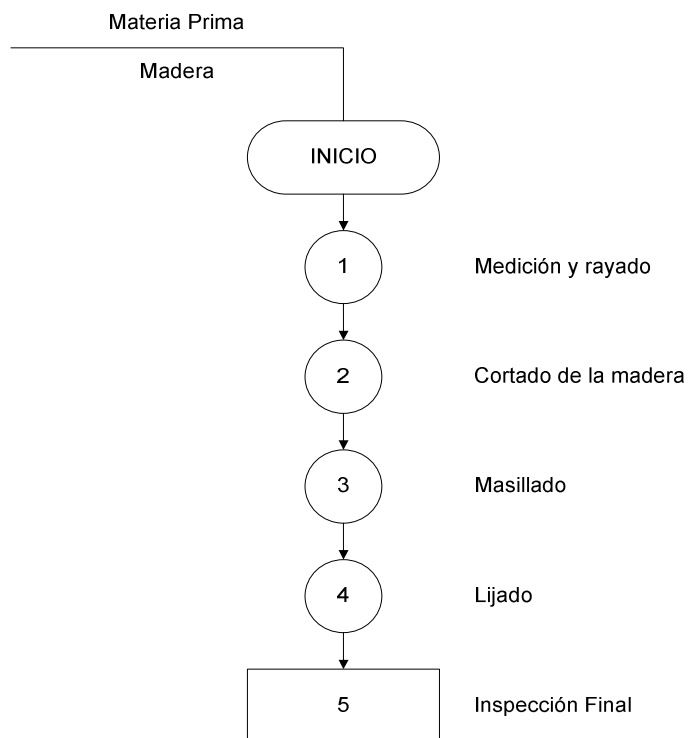 Materia Prima
Madera
INICIO
1 Medición y rayado
2 Cortado de la madera
3 Masillado
4 Lijado
5 Inspección Final